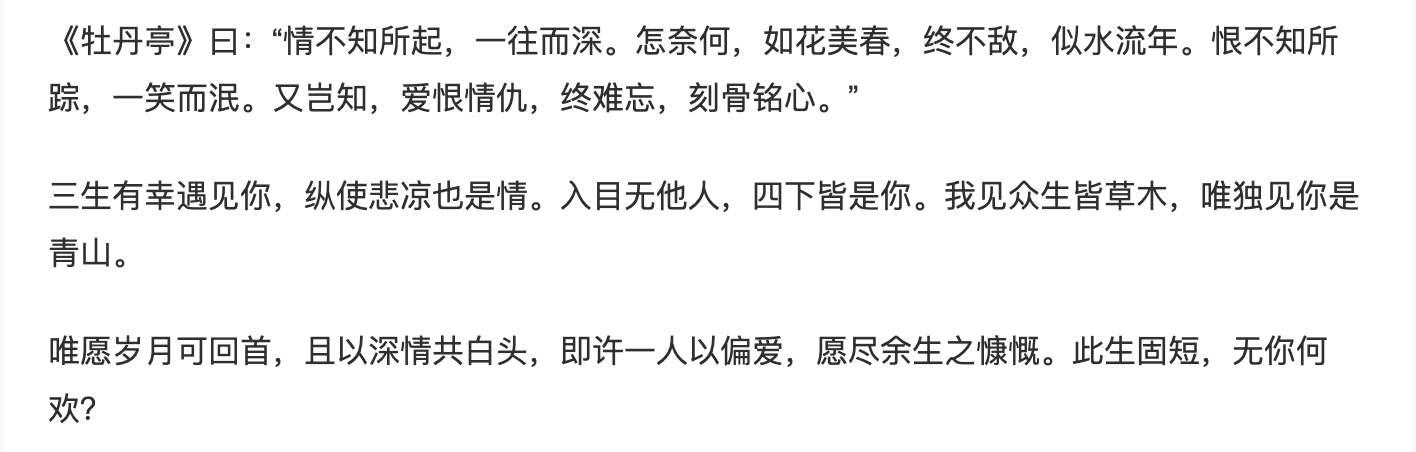 《牡丹亭》曰：“情不知所起，一往而深。怎奈何，如花美春，终不敌，似水流年。恨不知所
踪，一笑而泯。又岂知，爱恨情仇，终难忘，刻骨铭心。”
三生有幸遇见你，纵使悲凉也是情。入目无他人，四下皆是你。我见众生皆草木，唯独见你是
青山。
唯愿岁月可回首，且以深情共白头，即许一人以偏爱，愿尽余生之慷慨。此生固短，无你何
欢？